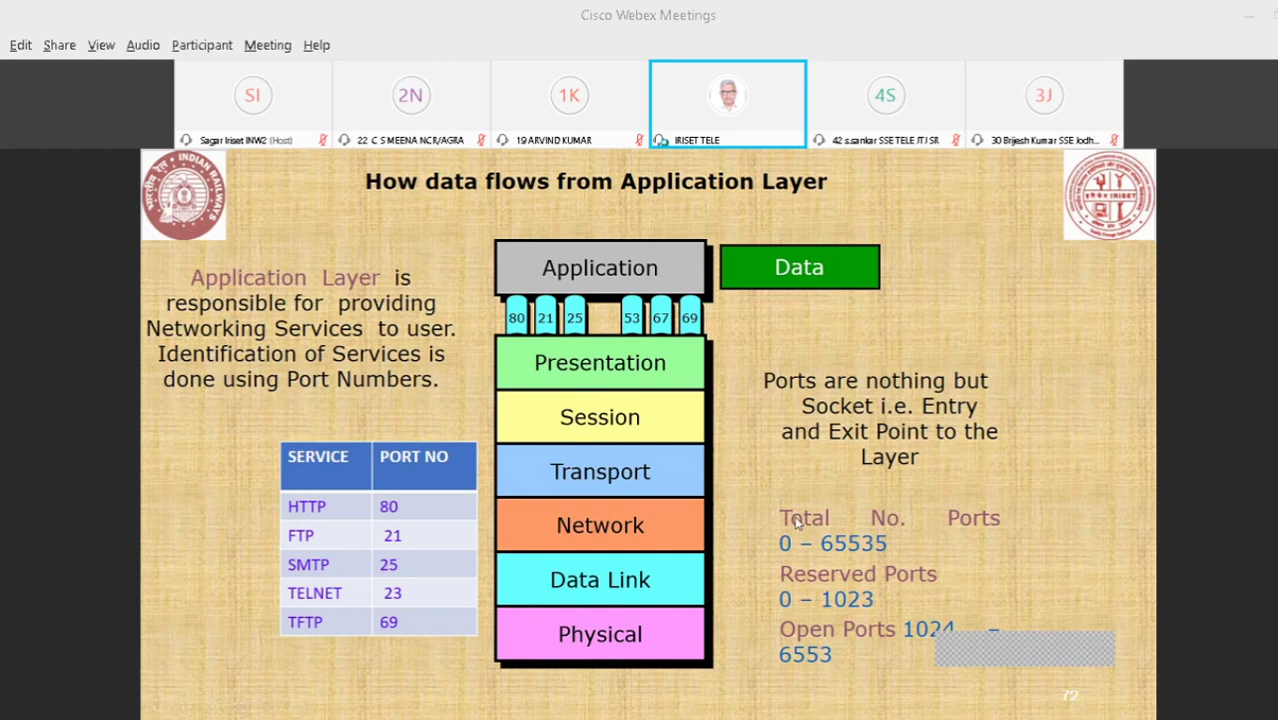 Cisco Webex Meetings
Edit Share View Audio Participant Meeting Help
SI
2N
1K
4S
3J
Sagar Iriset INW2 (Host)
22 C S MEENA NCR/AGRA
19 ARVIND KUMAR
IRISET TELE
42 s.sankar SSE TELE /TJ SR
30 Brijesh Kumar SSE Iodh...
INDIAN
RAILWAYS
How data flows from Application Layer
Application Layer is
responsible for providing
Networking Services to user.
Identification of Services is
done using Port Numbers.
SERVICE PORT NO
HTTP 80
FTP 21
SMTP 25
TELNET 23
TFTP 69
Application
Data
80 21 25 53 67 69
Presentation
Session
Transport
Network
Data Link
Physical
Ports are nothing but
Socket i.e. Entry
and Exit Point to the
Layer
Total No. Ports
0 – 65535
Reserved Ports
0 – 1023
Open Ports 1024 –
6553
72